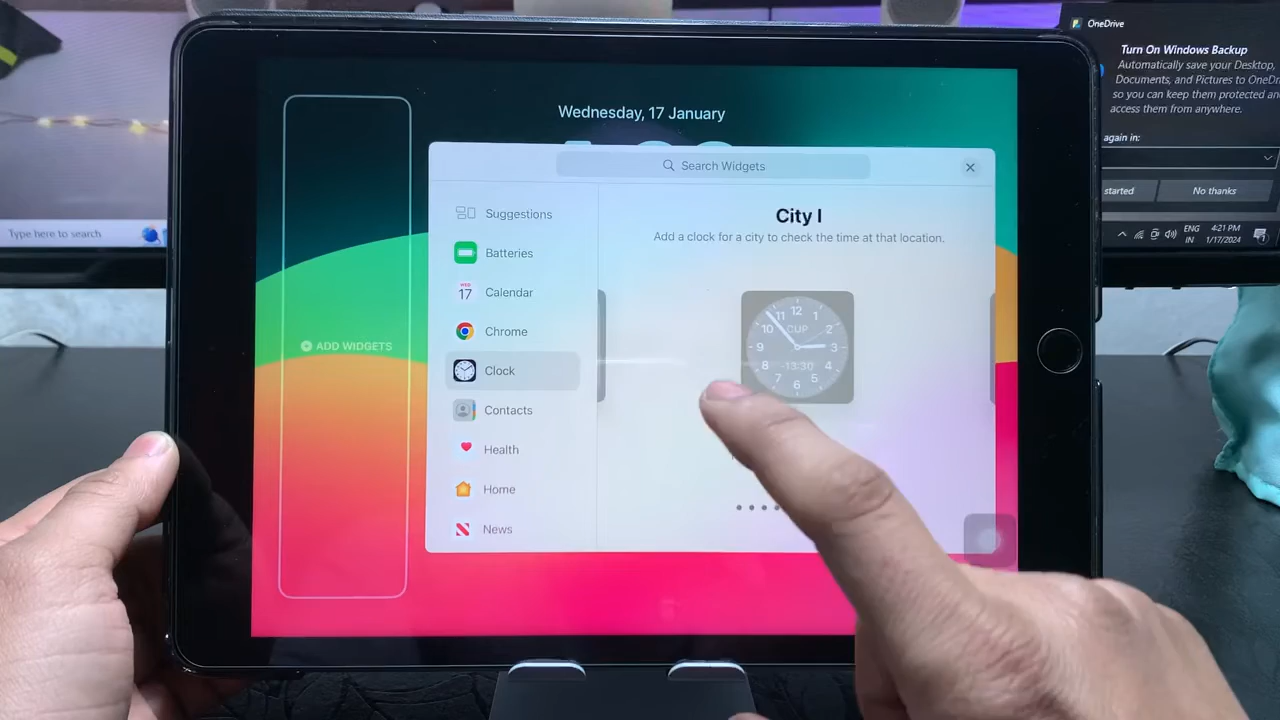 OneDrive
Turn On Windows Backup
Automatically save your Desktop,
Documents, and Pictures to OneDri
so you can keep them protected and
access them from anywhere.
again in:
started
No thanks
ENG
IN
4:21 PM
1/17/2024
1
Type here to search
Wednesday, 17 January
ADD WIDGETS
Search Widgets
Suggestions
Batteries
WED
17
Calendar
Chrome
Clock
Contacts
Health
Home
News
City I
Add a clock for a city to check the time at that location.
12
11 1
10 CUP 2
9 3
8 -13:30 4
7 5
6